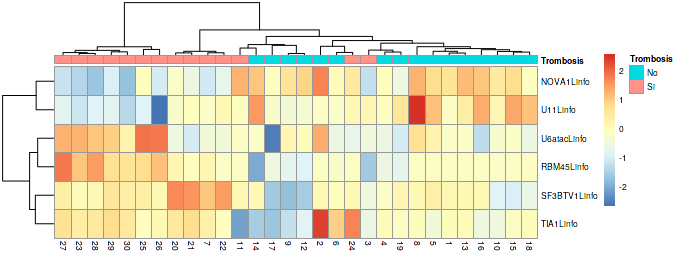 Trombosis
NOVA1Linfo
U11Linfo
U6atacLinfo
RBM45Linfo
SF3BTV1Linfo
TIA1Linfo
27 23 28 29 30 25 26 20 21 7 22 11 14 17 9 12 2 6 24 3 4 19 8 5 1 13 16 10 15 18
2
1
0
-1
-2
Trombosis
No
SI